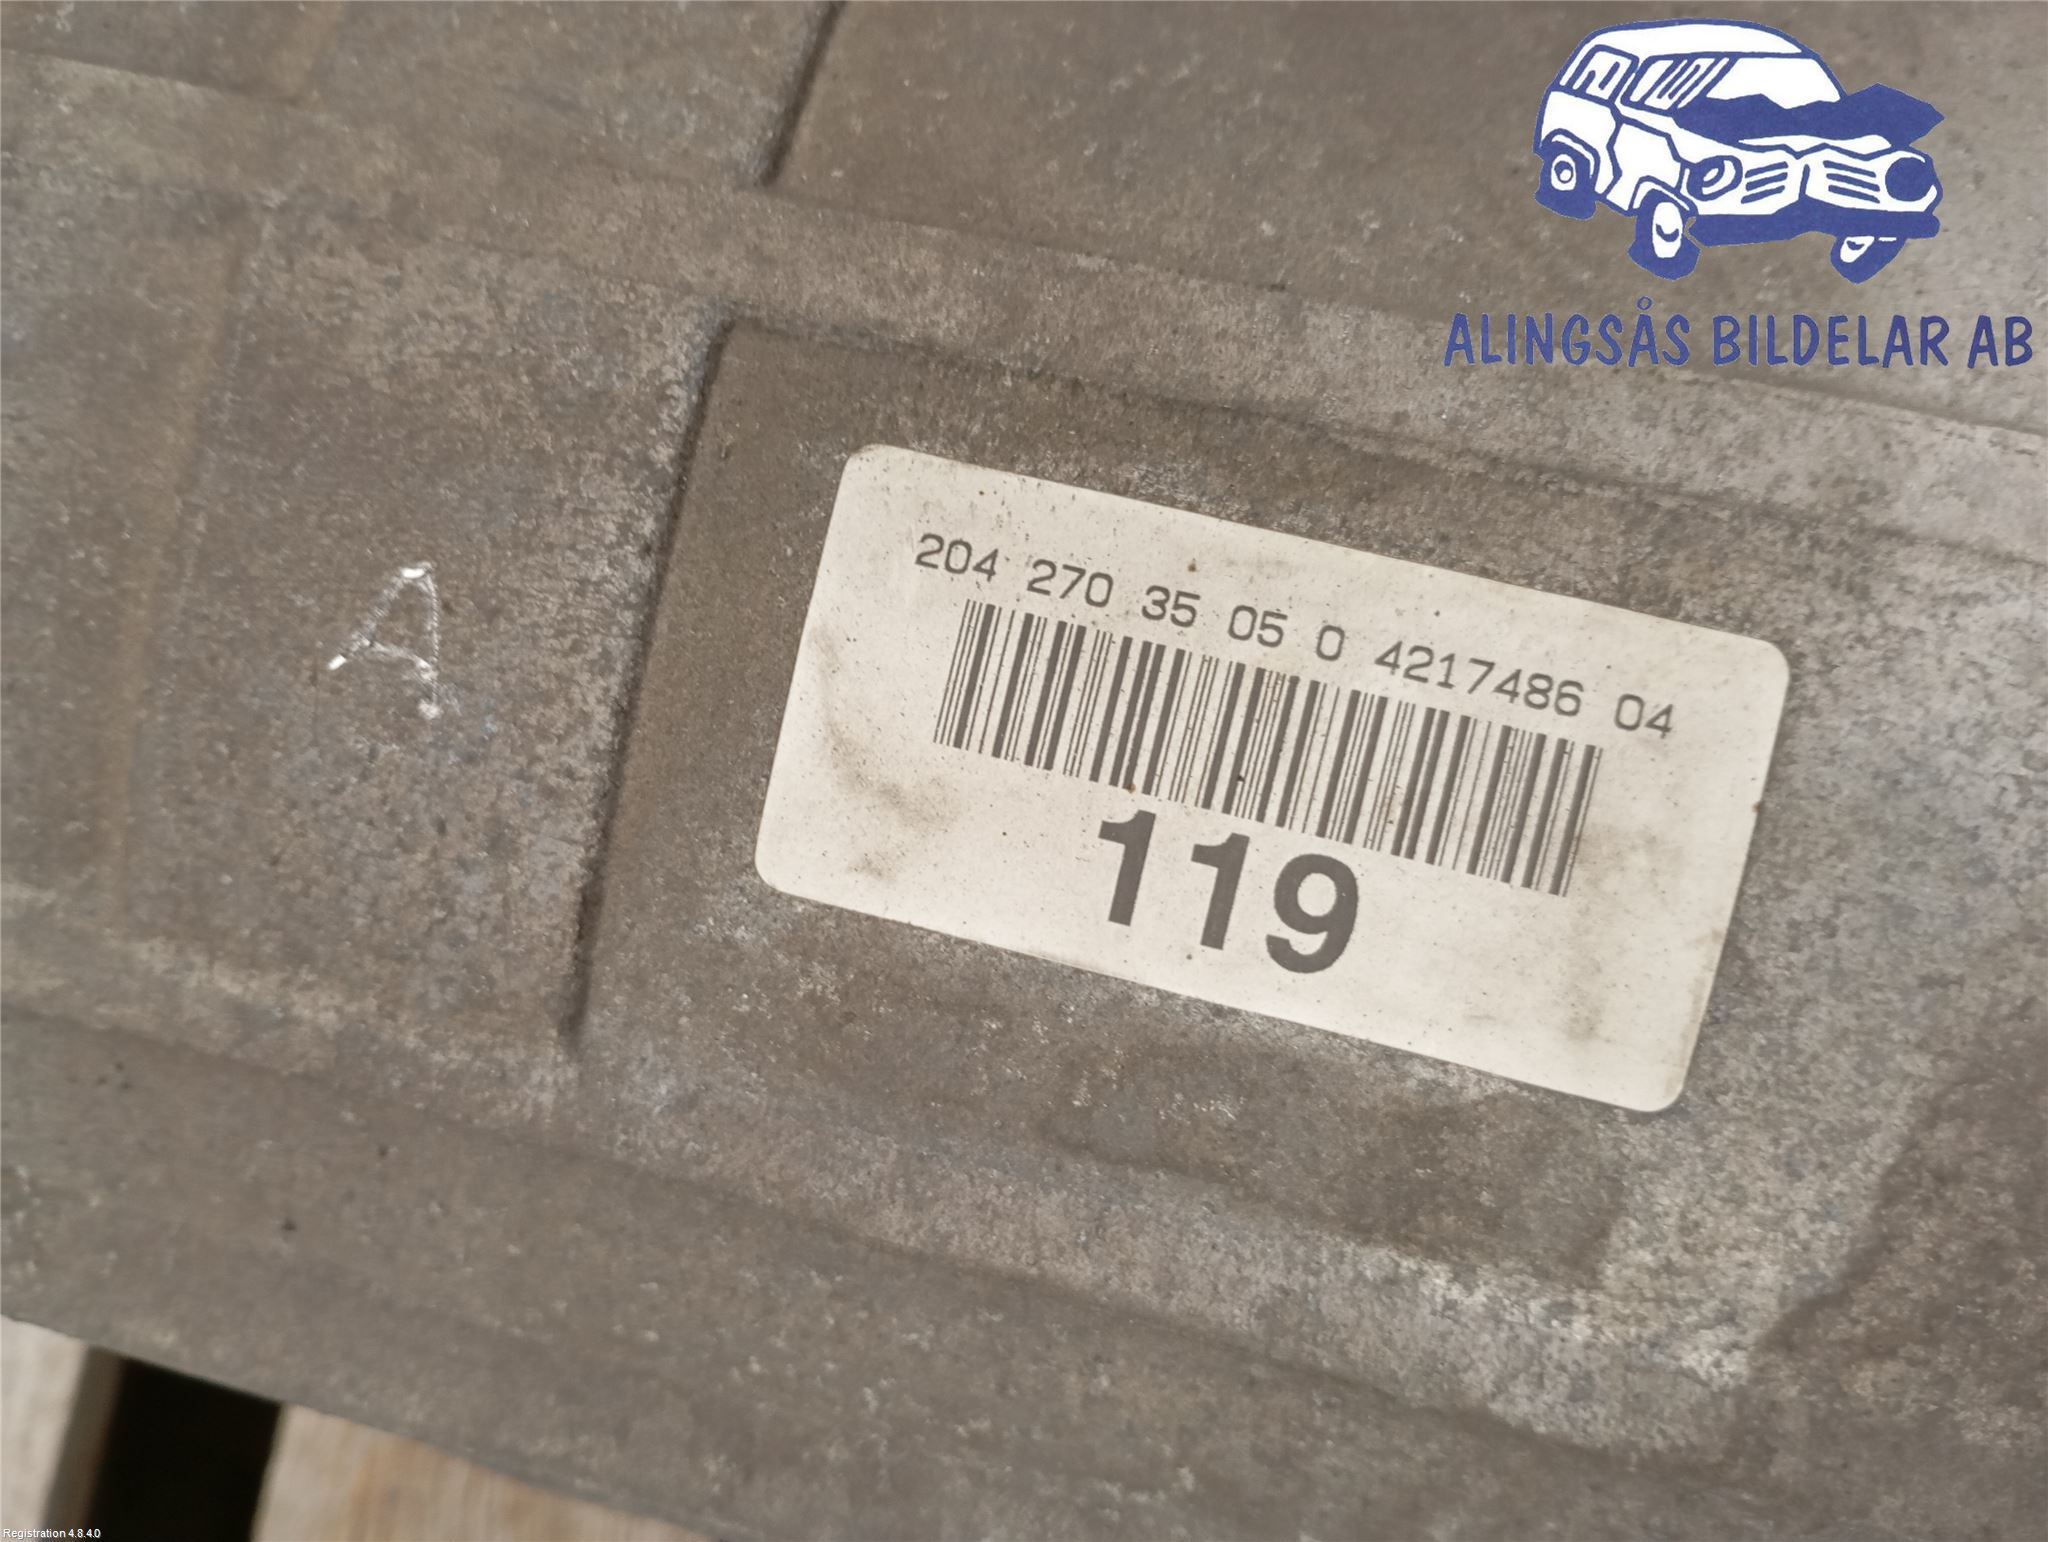 ALINGSÅS BILDELAR AB
204 270 35 05 0 4217486 04
119
A
Registration 4.8.4.0